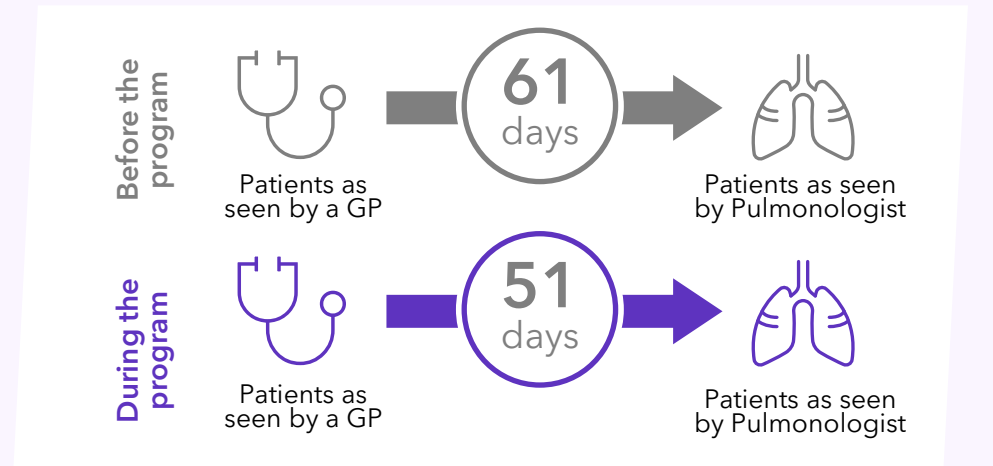 Before the
program
61
days
Patients as
seen by a GP
Patients as seen
by Pulmonologist
During the
program
51
days
Patients as
seen by a GP
Patients as seen
by Pulmonologist